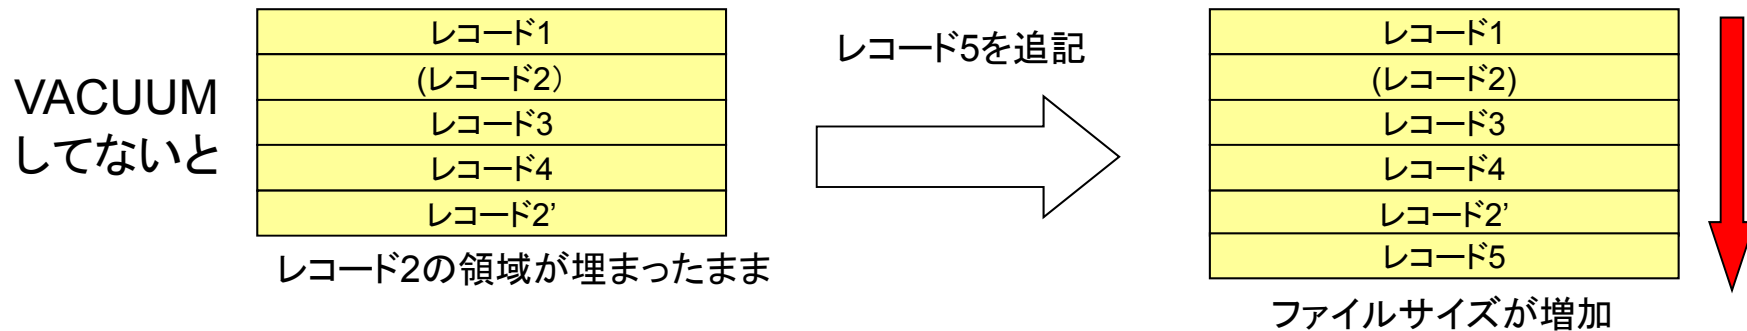 VACUUM
してないと
レコード1
(レコード2）
レコード3
レコード4
レコード2’
レコード2の領域が埋まったまま
レコード5を追記
レコード1
(レコード2)
レコード3
レコード4
レコード2’
レコード5
ファイルサイズが増加